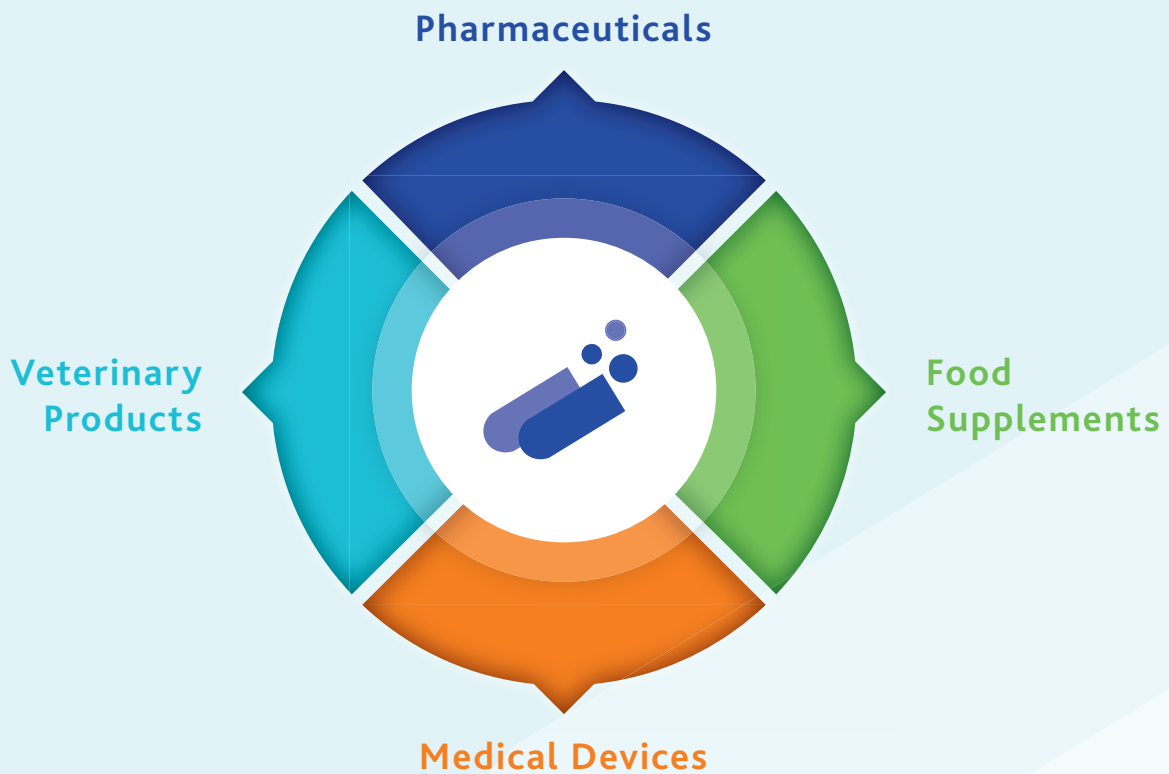 Pharmaceuticals
Veterinary
Products
Food
Supplements
Medical Devices